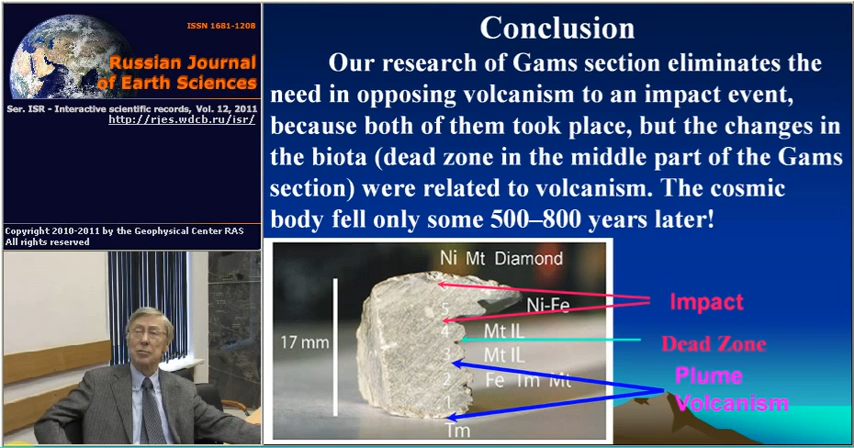 ISSN 1681-1208
Russian Journal
of Earth Sciences
Ser. ISR - Interactive scientific records, Vol. 12, 2011
http://rjes.wdcb.ru/isr/
Copyright 2010-2011 by the Geophysical Center RAS
All rights reserved
Conclusion
Our research of Gams section eliminates the
need in opposing volcanism to an impact event,
because both of them took place, but the changes in
the biota (dead zone in the middle part of the Gams
section) were related to volcanism. The cosmic
body fell only some 500–800 years later!
Ni Mt Diamond
Ni-Fe
5
Impact
4 Mt IL
17 mm
Dead Zone
3 Mt IL
2 Fe Tm Mt
Plume
Volcanism
1
Tm